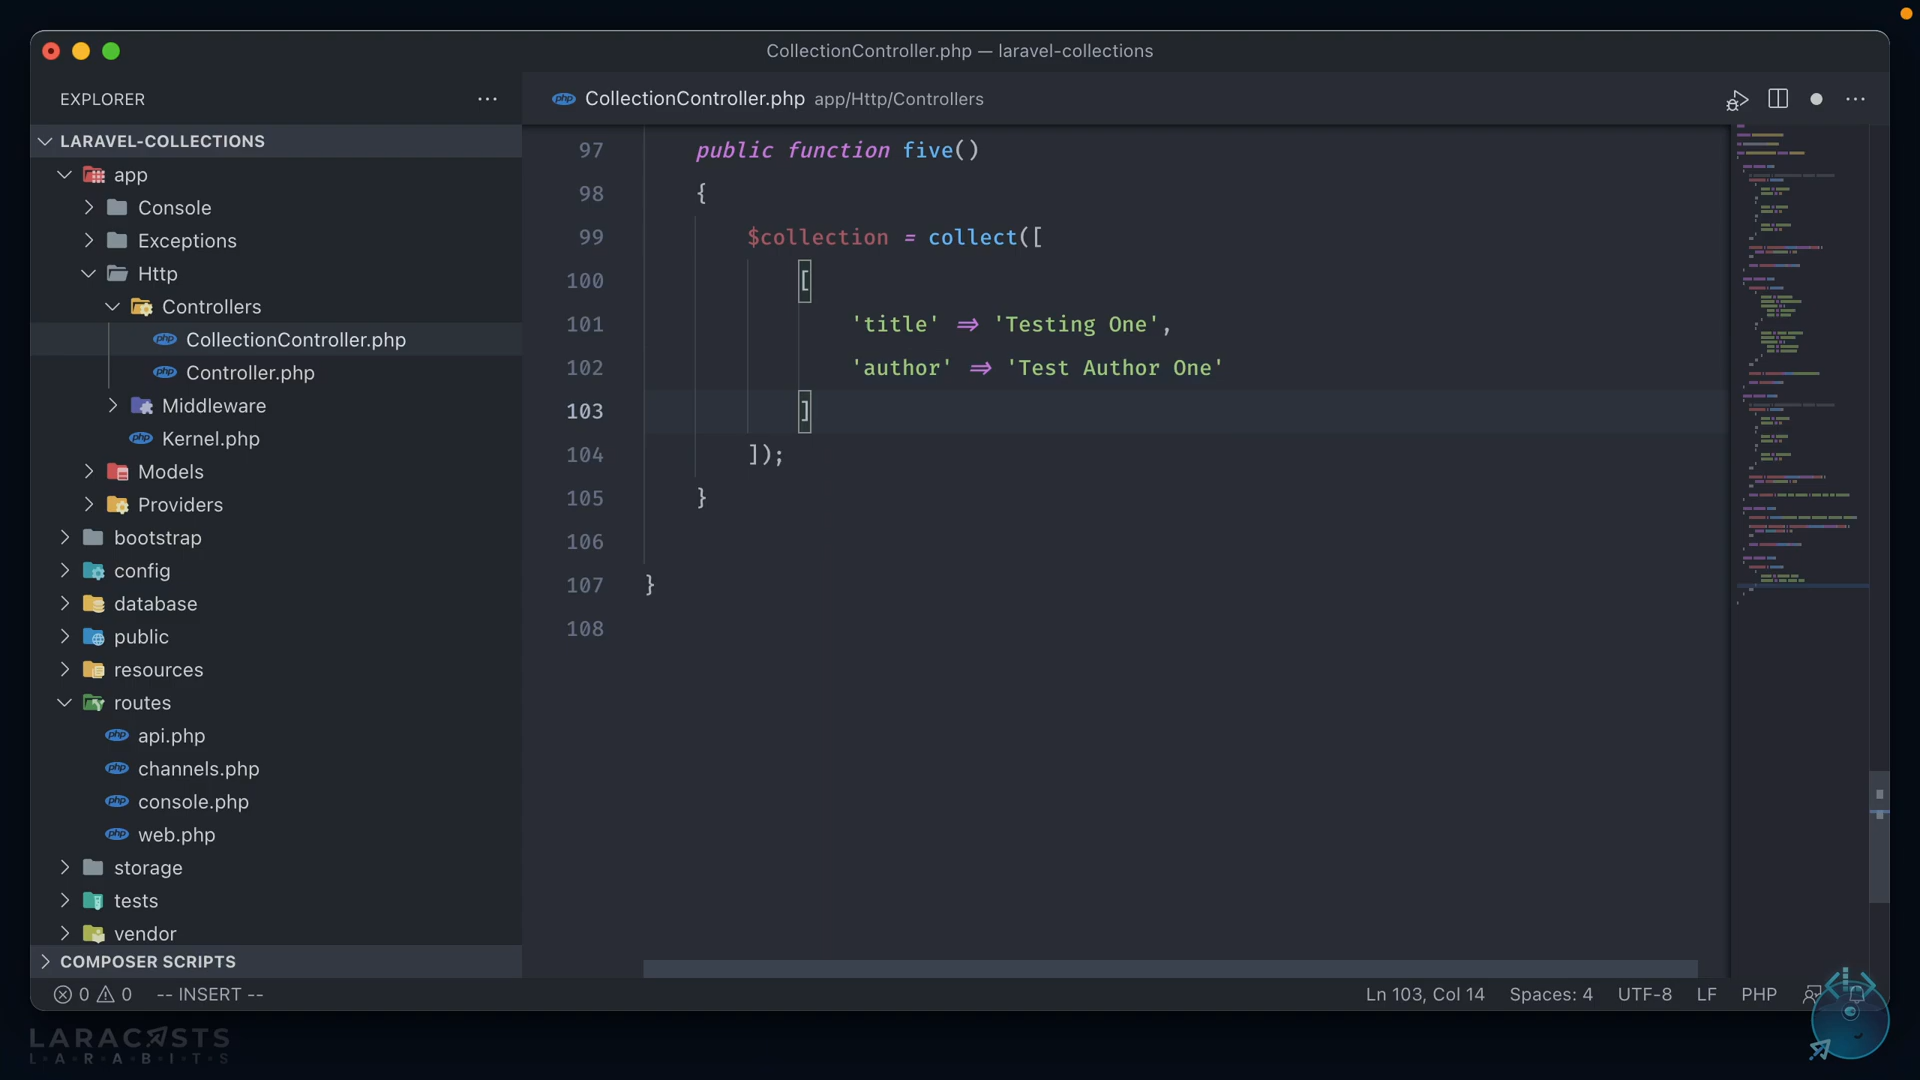 CollectionController.php — laravel-collections
EXPLORER
LARAVEL-COLLECTIONS
app
Console
Exceptions
Http
Controllers
CollectionController.php
Controller.php
Middleware
Kernel.php
Models
Providers
bootstrap
config
database
public
resources
routes
api.php
channels.php
console.php
web.php
storage
tests
vendor
COMPOSER SCRIPTS
CollectionController.php app/Http/Controllers
97 public function five()
98 {
99 $collection = collect([
100 [
101 'title' => 'Testing One',
102 'author' => 'Test Author One'
103 ]
104 ]);
105 }
106
107 }
108
0 0 -- INSERT --
Ln 103, Col 14 Spaces: 4 UTF-8 LF PHP
LARACASTS
LARABITS